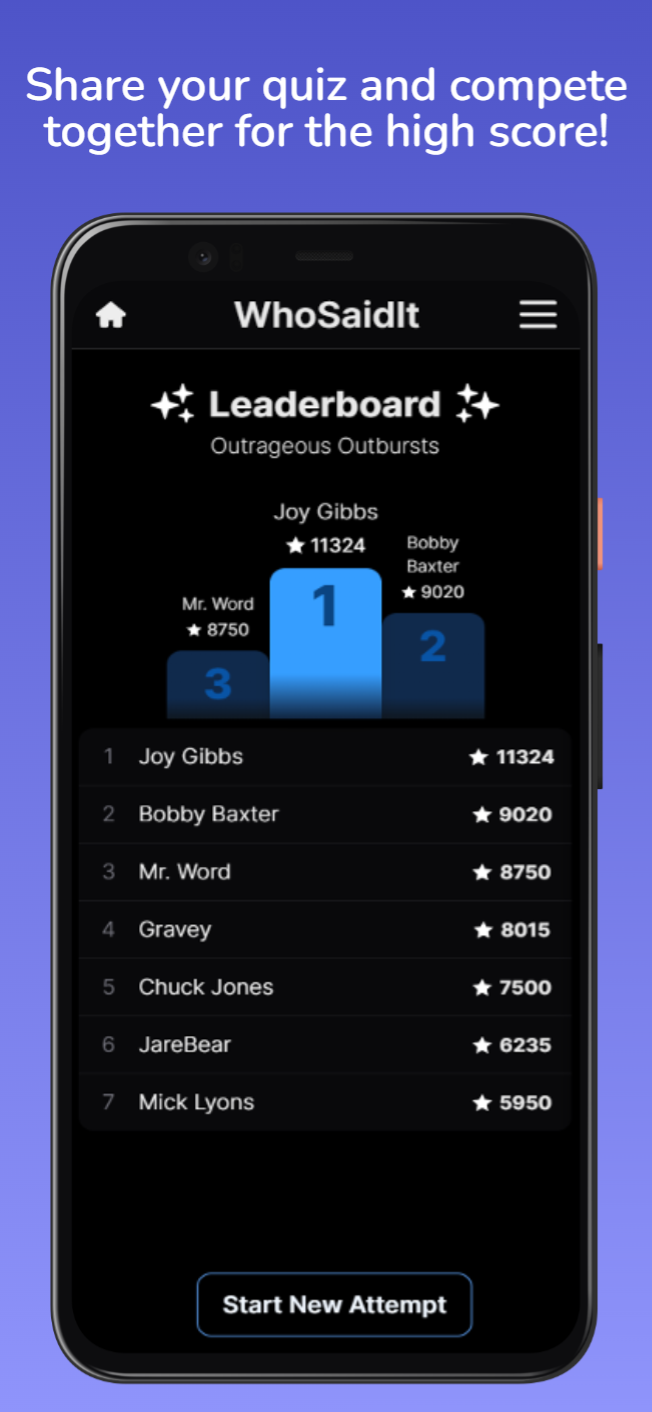 Share your quiz and compete
together for the high score!
WhoSaidIt
Leaderboard
Outrageous Outbursts
Joy Gibbs
11324
Bobby
Baxter
9020
Mr. Word
8750
1
2
3
1 Joy Gibbs 11324
2 Bobby Baxter 9020
3 Mr. Word 8750
4 Gravey 8015
5 Chuck Jones 7500
6 JareBear 6235
7 Mick Lyons 5950
Start New Attempt